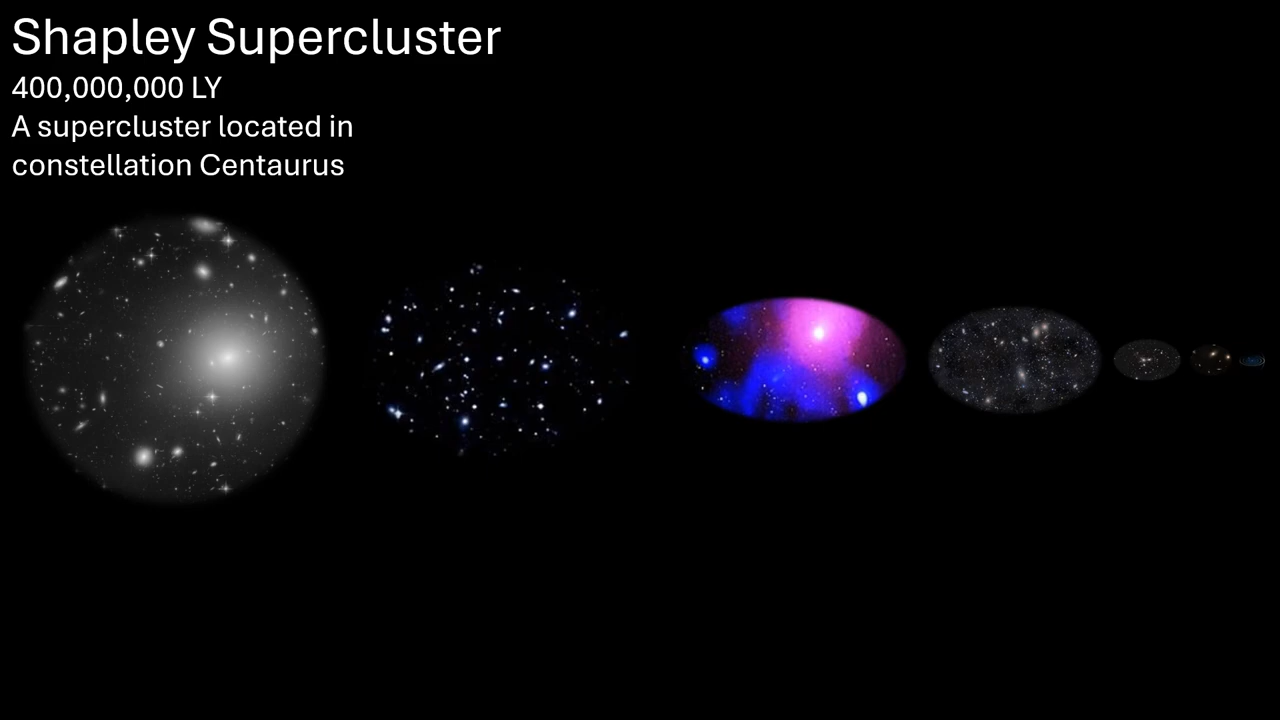 Shapley Supercluster
400,000,000 LY
A supercluster located in
constellation Centaurus